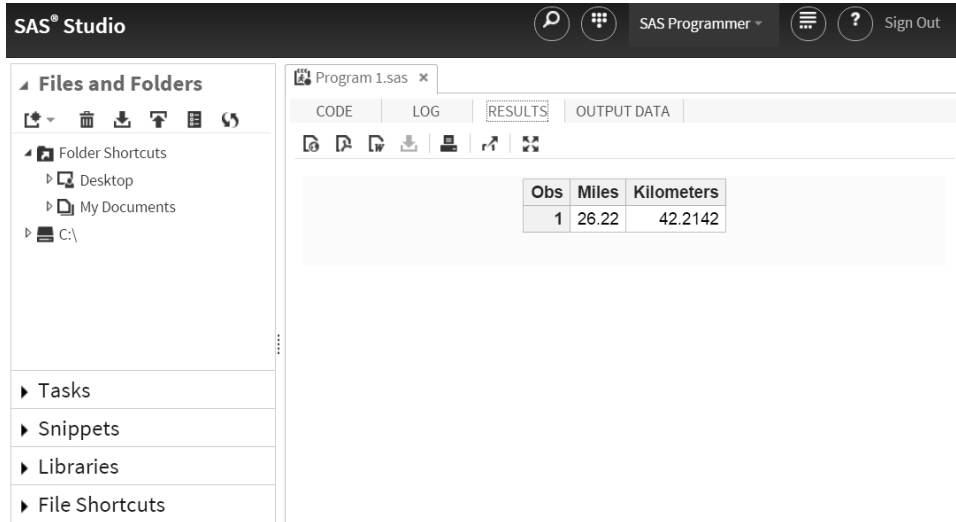 SAS® Studio
SAS Programmer
?
Sign Out
Files and Folders
Folder Shortcuts
Desktop
My Documents
C:\
Tasks
Snippets
Libraries
File Shortcuts
Program 1.sas ×
CODE LOG RESULTS OUTPUT DATA
Obs Miles Kilometers
1 26.22 42.2142